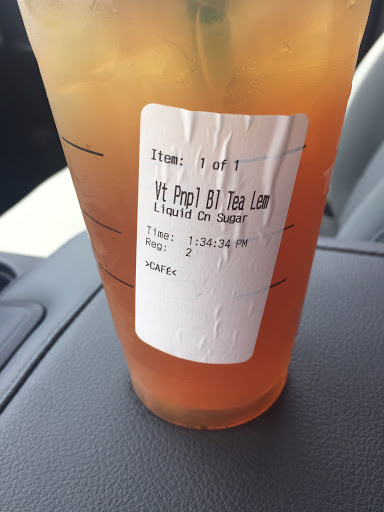 Item: 1 of 1
Vt Pnpl Bl Tea Lem
Liquid Cn Sugar
Time: 1:34:34 PM
Reg: 2
>CAFE<